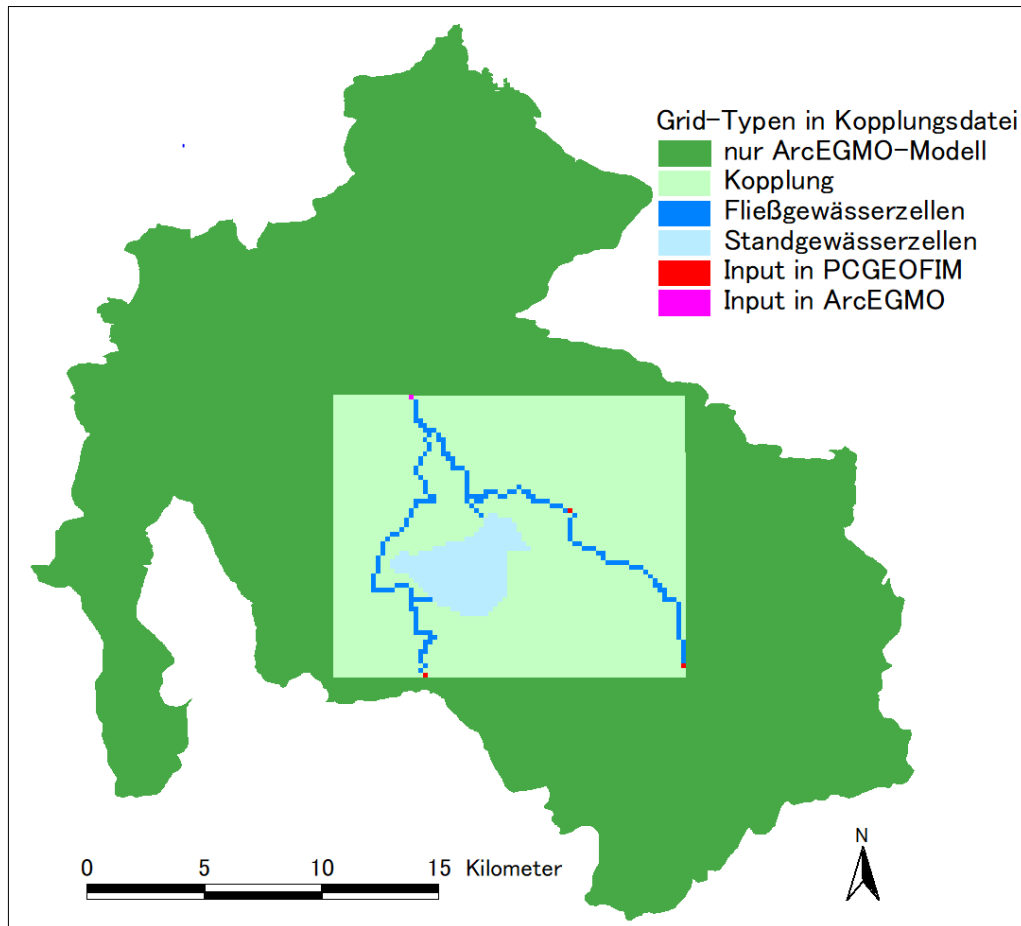 Grid-Typen in Kopplungsdatei
nur ArcEGMO-Modell
Kopplung
Fließgewässerzellen
Standgewässerzellen
Input in PCGEOFIM
Input in ArcEGMO
0 5 10 15 Kilometer
N